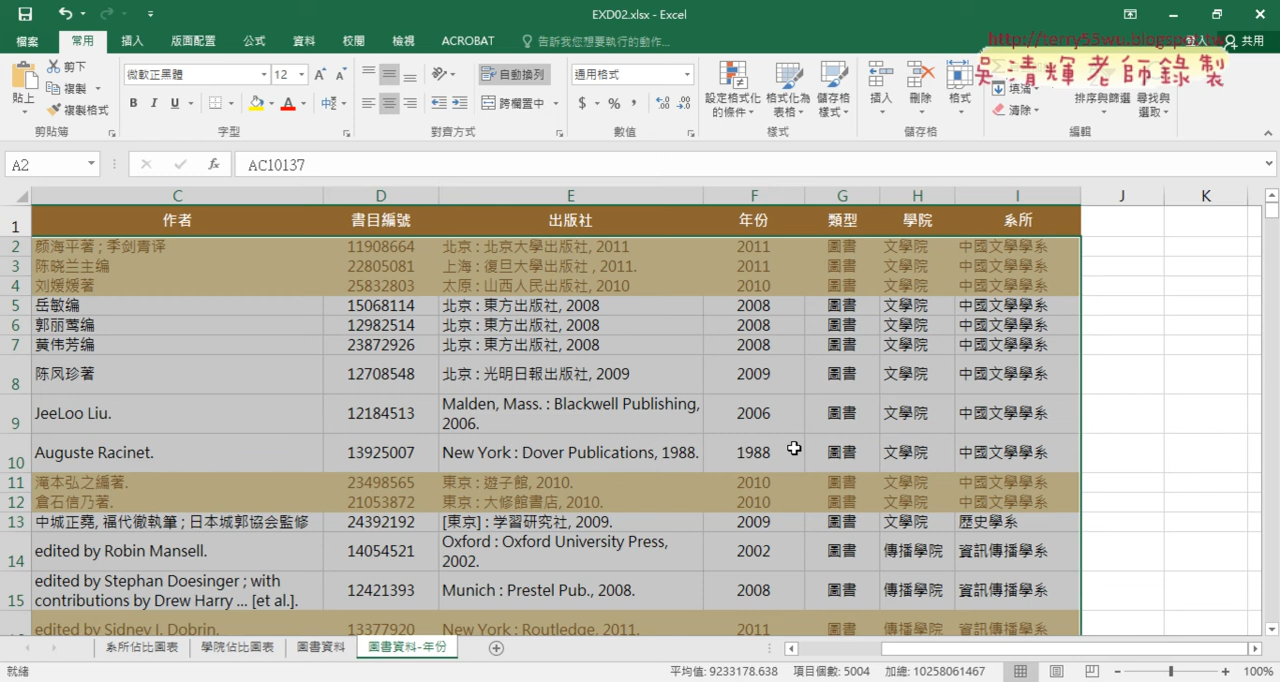 EXD02.xlsx - Excel
檔案 常用 插入 版面配置 公式 資料 校閱 檢視 ACROBAT 告訴我您想要執行的動作... 登入 共用
http://terry55wu.blogspot.tw
吳清輝老師錄製
貼上 剪下 複製 複製格式 剪貼簿
微軟正黑體 12 A A B I U A 中 字型
自動換列 跨欄置中 對齊方式
通用格式 $ % , 數值
設定格式化的條件 格式化為表格 儲存格樣式 樣式
插入 刪除 格式 儲存格
填滿 清除 排序與篩選 尋找與選取 編輯
A2 fx AC10137
C D E F G H I J K
1 作者 書目編號 出版社 年份 類型 學院 系所
2 颜海平著 ; 季剑青译 11908664 北京 : 北京大學出版社, 2011 2011 圖書 文學院 中國文學學系
3 陈晓兰主编 22805081 上海 : 復旦大學出版社 , 2011. 2011 圖書 文學院 中國文學學系
4 刘媛媛著 25832803 太原 : 山西人民出版社, 2010 2010 圖書 文學院 中國文學學系
5 岳敏编 15068114 北京 : 東方出版社, 2008 2008 圖書 文學院 中國文學學系
6 郭丽莺编 12982514 北京 : 東方出版社, 2008 2008 圖書 文學院 中國文學學系
7 黄伟芳编 23872926 北京 : 東方出版社, 2008 2008 圖書 文學院 中國文學學系
8 陈凤珍著 12708548 北京 : 光明日報出版社, 2009 2009 圖書 文學院 中國文學學系
9 JeeLoo Liu. 12184513 Malden, Mass. : Blackwell Publishing, 2006. 2006 圖書 文學院 中國文學學系
10 Auguste Racinet. 13925007 New York : Dover Publications, 1988. 1988 圖書 文學院 中國文學學系
11 滝本弘之編著. 23498565 東京 : 遊子館, 2010. 2010 圖書 文學院 中國文學學系
12 倉石信乃著. 21053872 東京 : 大修館書店, 2010. 2010 圖書 文學院 中國文學學系
13 中城正堯, 福代徹執筆 ; 日本城郭協会監修 24392192 [東京] : 学習研究社, 2009. 2009 圖書 文學院 歷史學系
14 edited by Robin Mansell. 14054521 Oxford : Oxford University Press, 2002. 2002 圖書 傳播學院 資訊傳播學系
15 edited by Stephan Doesinger ; with contributions by Drew Harry ... [et al.]. 12421393 Munich : Prestel Pub., 2008. 2008 圖書 傳播學院 資訊傳播學系
edited by Sidney I. Dobrin. 13377920 New York : Routledge, 2011. 2011 圖書 傳播學院 資訊傳播學系
系所佔比圖表 學院佔比圖表 圖書資料 圖書資料-年份
就緒 平均值: 9233178.638 項目個數: 5004 加總: 10258061467 100%